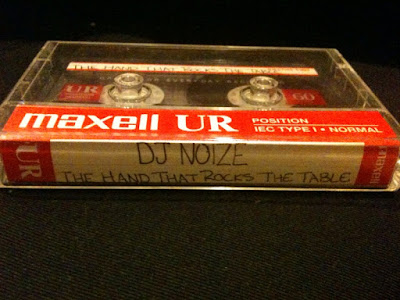 THE HAND THAT ROCKS THE TABLE
UR
60
maxell UR
POSITION
IEC TYPE I • NORMAL
UR
DJ NOIZE
THE HAND THAT ROCKS THE TABLE
maxell